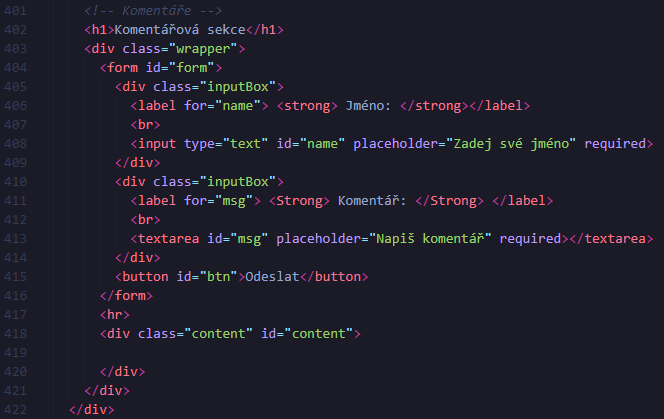 401 <!-- Komentáře -->
402 <h1>Komentářová sekce</h1>
403 <div class="wrapper">
404 <form id="form">
405 <div class="inputBox">
406 <label for="name"> <strong> Jméno: </strong></label>
407 <br>
408 <input type="text" id="name" placeholder="Zadej své jméno" required>
409 </div>
410 <div class="inputBox">
411 <label for="msg"> <Strong> Komentář: </Strong> </label>
412 <br>
413 <textarea id="msg" placeholder="Napiš komentář" required></textarea>
414 </div>
415 <button id="btn">Odeslat</button>
416 </form>
417 <hr>
418 <div class="content" id="content">
419
420 </div>
421 </div>
422 </div>